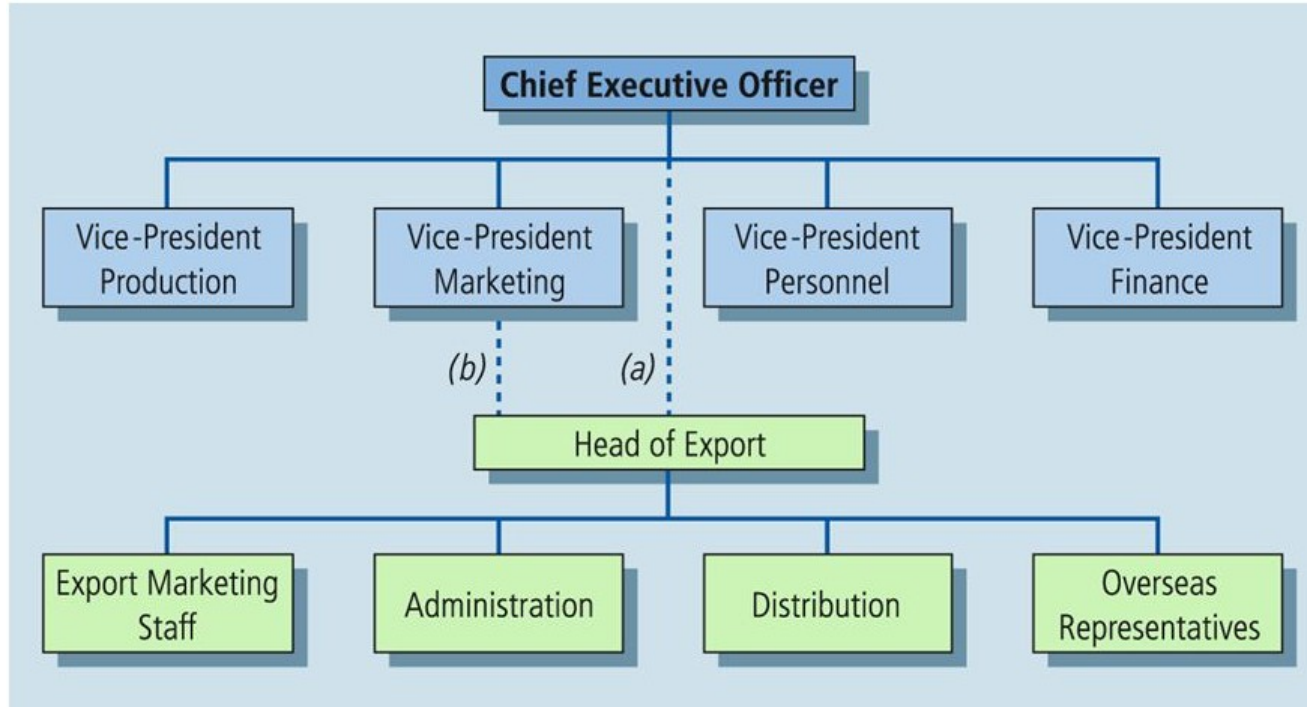 Chief Executive Officer
Vice-President
Production
Vice-President
Marketing
Vice-President
Personnel
Vice-President
Finance
(b)
(a)
Head of Export
Export Marketing
Staff
Administration
Distribution
Overseas
Representatives